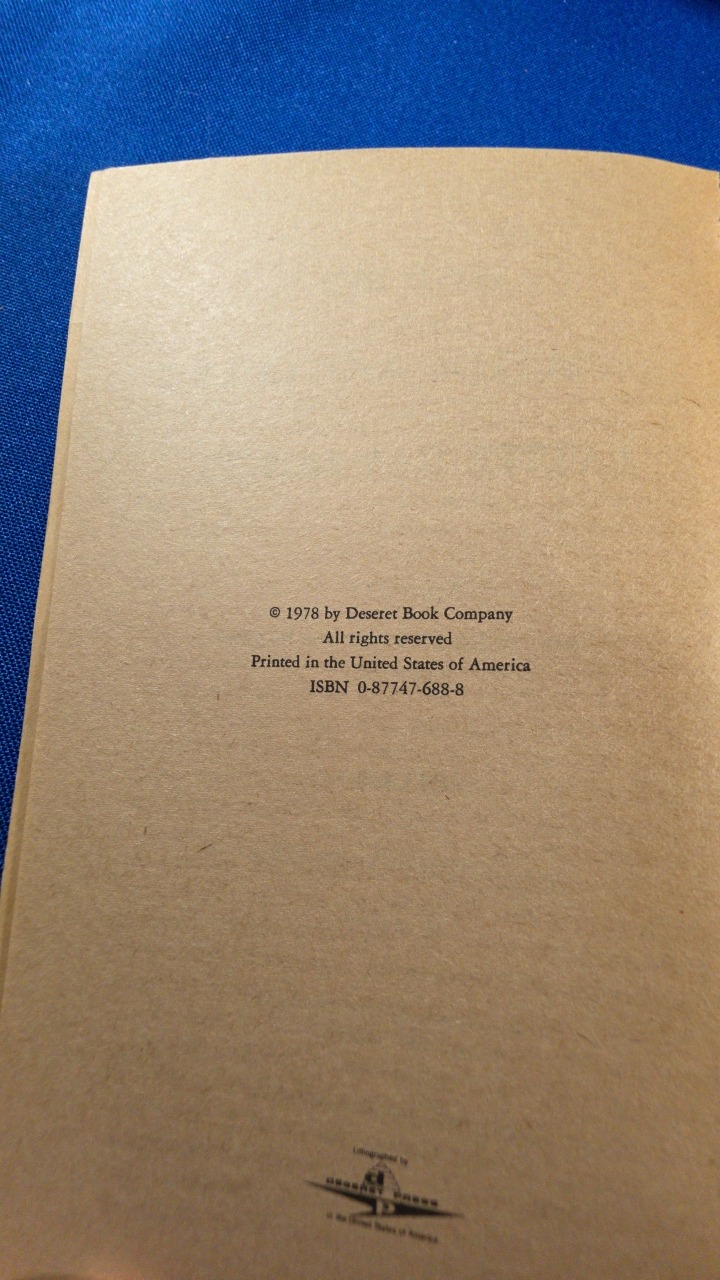 © 1978 by Deseret Book Company
All rights reserved
Printed in the United States of America
ISBN 0-87747-688-8
Lithographed by
d
DESERET PRESS
p
in the United States of America